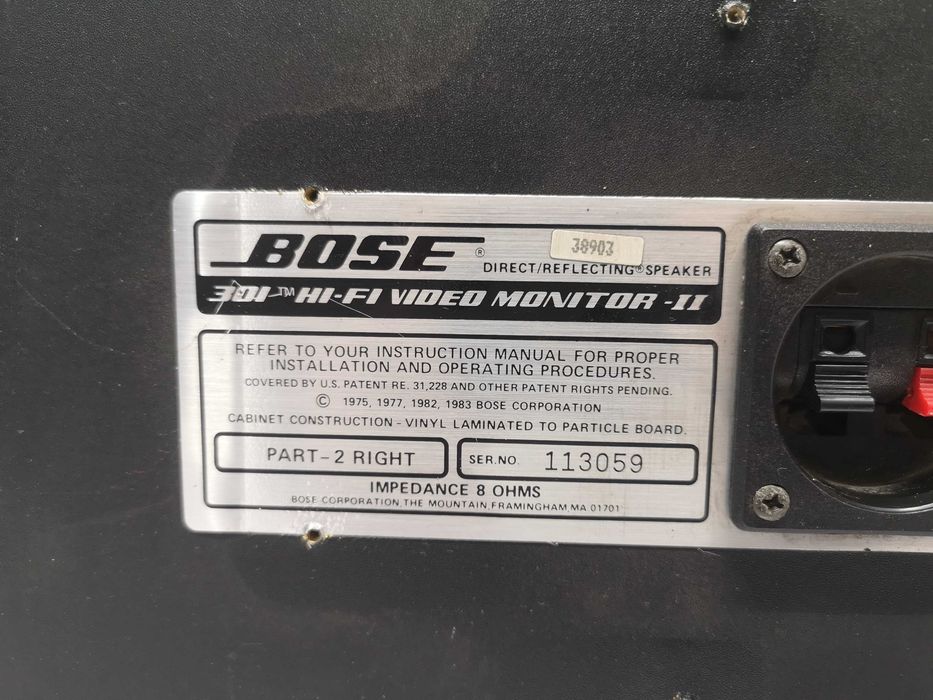 BOSE®
38903
DIRECT/REFLECTING® SPEAKER
301™ HI-FI VIDEO MONITOR -II
REFER TO YOUR INSTRUCTION MANUAL FOR PROPER
INSTALLATION AND OPERATING PROCEDURES.
COVERED BY U.S. PATENT RE. 31,228 AND OTHER PATENT RIGHTS PENDING.
© 1975, 1977, 1982, 1983 BOSE CORPORATION
CABINET CONSTRUCTION - VINYL LAMINATED TO PARTICLE BOARD.
PART-2 RIGHT
SER.NO. 113059
IMPEDANCE 8 OHMS
BOSE CORPORATION, THE MOUNTAIN, FRAMINGHAM, MA 01701